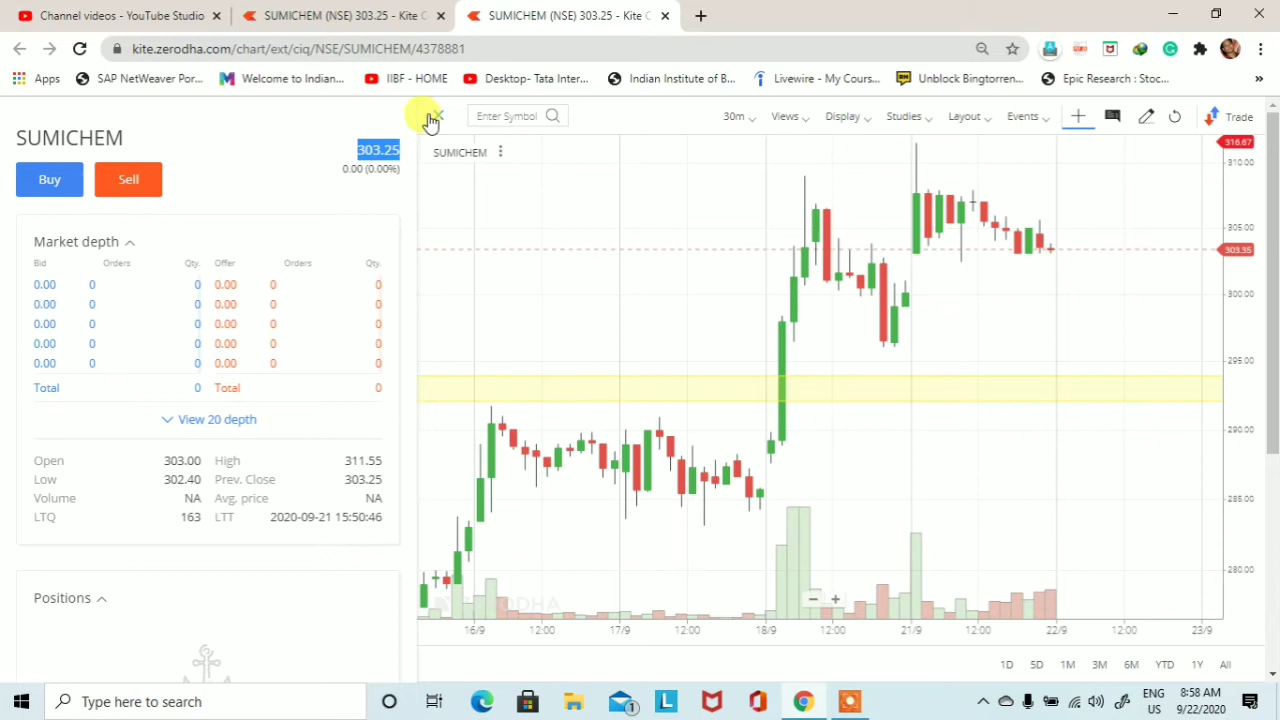 Channel videos - YouTube Studio
SUMICHEM (NSE) 303.25 - Kite C
SUMICHEM (NSE) 303.25 - Kite C
kite.zerodha.com/chart/ext/ciq/NSE/SUMICHEM/4378881
Apps
SAP NetWeaver Por...
Welcome to Indian...
IIBF - HOME
Desktop- Tata Inter...
Indian Institute of B...
Livewire - My Cours...
Unblock Bingtorren...
Epic Research : Stoc...
»
SUMICHEM
303.25
0.00 (0.00%)
Buy
Sell
Enter Symbol
30m
Views
Display
Studies
Layout
Events
Trade
SUMICHEM
Market depth
Bid Orders Qty. Offer Orders Qty.
0.00 0 0 0.00 0 0
0.00 0 0 0.00 0 0
0.00 0 0 0.00 0 0
0.00 0 0 0.00 0 0
0.00 0 0 0.00 0 0
Total 0 Total 0
View 20 depth
Open 303.00 High 311.55
Low 302.40 Prev. Close 303.25
Volume NA Avg. price NA
LTQ 163 LTT 2020-09-21 15:50:46
Positions
316.67
310.00
305.00
303.35
300.00
295.00
290.00
285.00
280.00
ZERODHA
16/9 12:00 17/9 12:00 18/9 12:00 21/9 12:00 22/9 12:00 23/9
1D 5D 1M 3M 6M YTD 1Y All
Type here to search
1
L
ENG
US
8:58 AM
9/22/2020